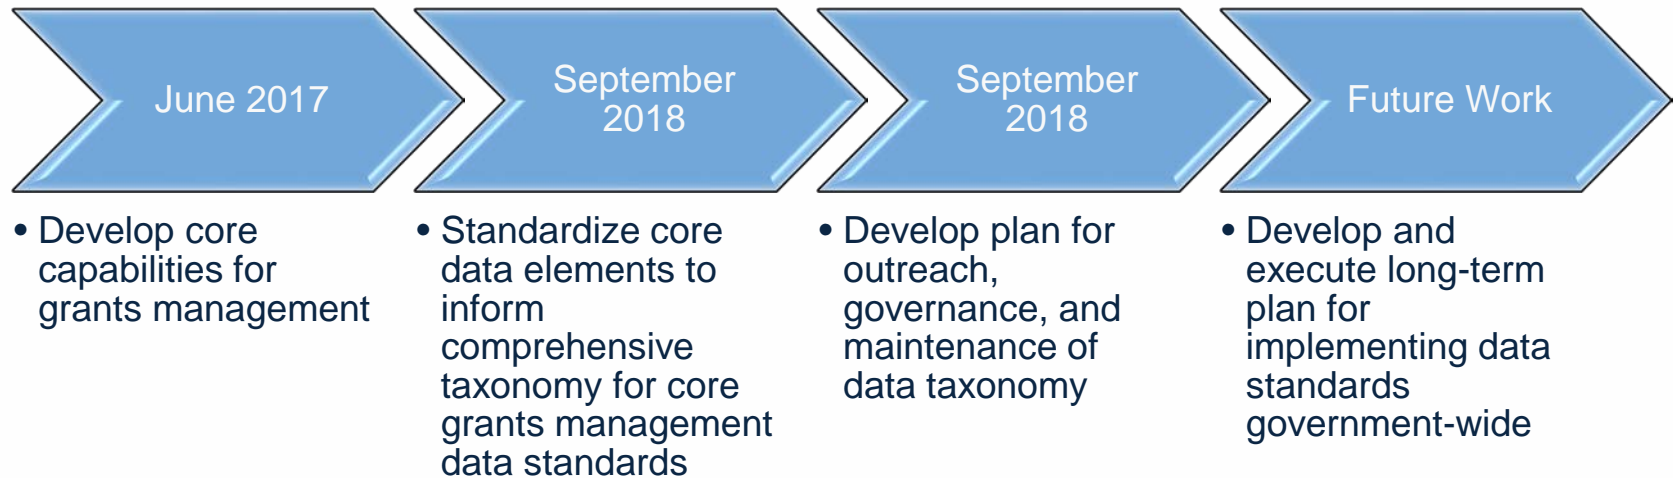 June 2017
September
2018
September
2018
Future Work
• Develop core
capabilities for
grants management
• Standardize core
data elements to
inform
comprehensive
taxonomy for core
grants management
data standards
• Develop plan for
outreach,
governance, and
maintenance of
data taxonomy
• Develop and
execute long-term
plan for
implementing data
standards
government-wide